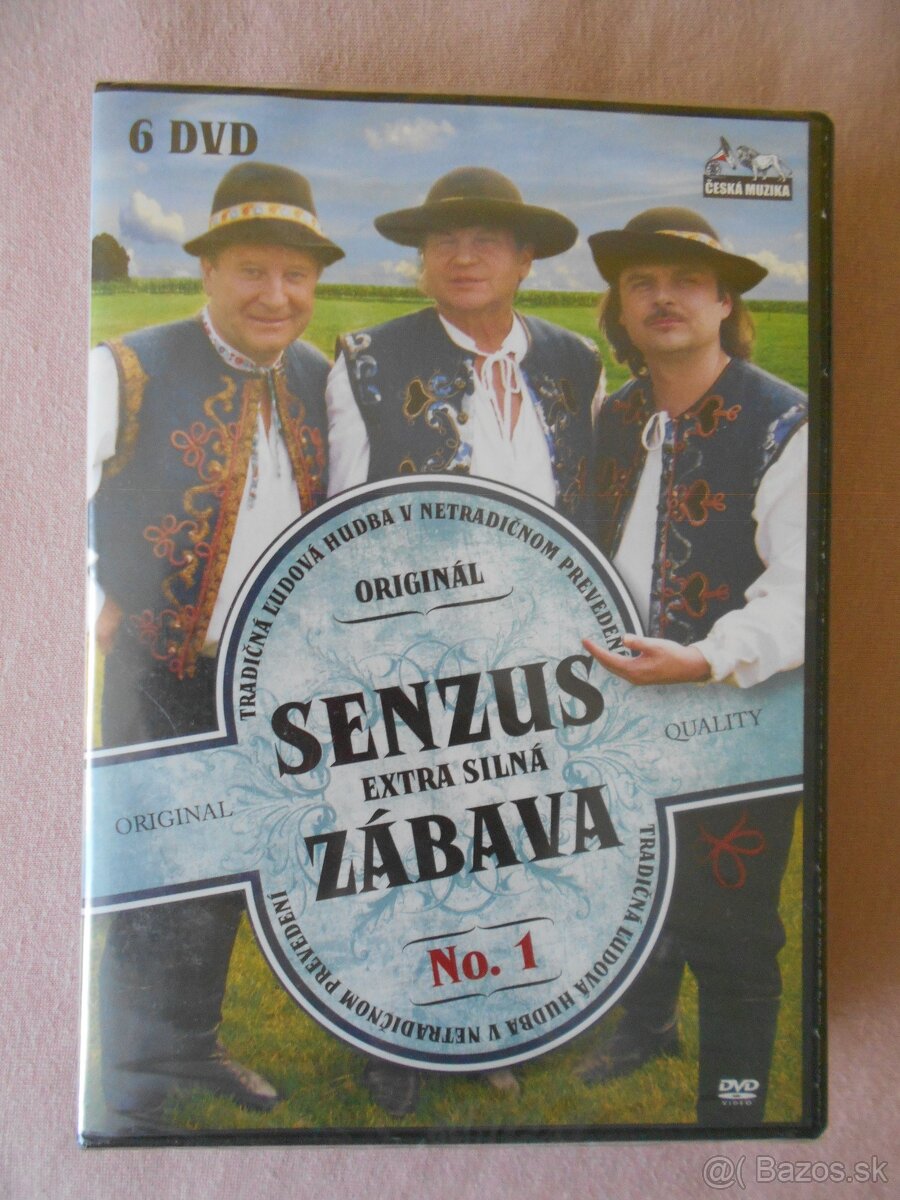 6 DVD
ČESKÁ MUZIKA
TRADIČNÁ ĽUDOVÁ HUDBA V NETRADIČNOM PREVEDENÍ
ORIGINÁL
SENZUS
EXTRA SILNÁ
ZÁBAVA
No. 1
ORIGINAL
QUALITY
TRADIČNÁ ĽUDOVÁ HUDBA V NETRADIČNOM PREVEDENÍ
DVD
VIDEO
@( Bazos.sk